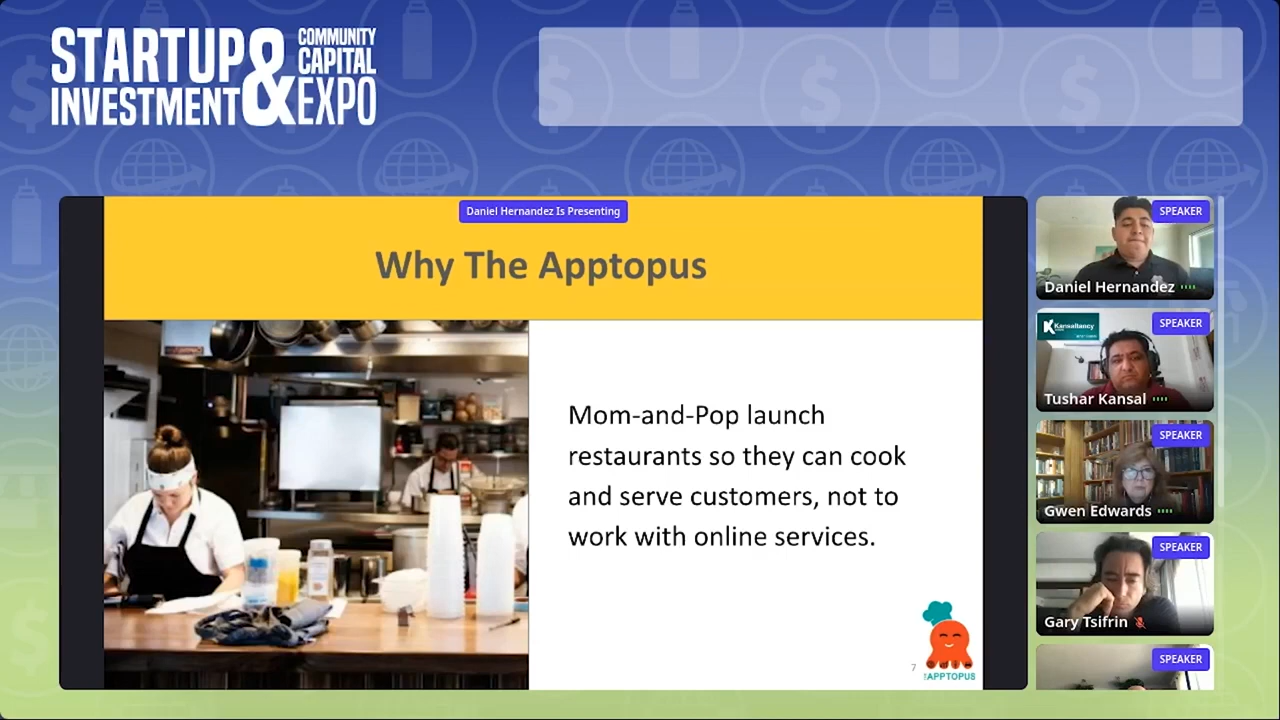 STARTUP & COMMUNITY CAPITAL
INVESTMENT EXPO
Daniel Hernandez Is Presenting
Why The Apptopus
Mom-and-Pop launch
restaurants so they can cook
and serve customers, not to
work with online services.
7
THE APPTOPUS
SPEAKER
Daniel Hernandez
Kansaltancy
SPEAKER
Tushar Kansal
SPEAKER
Gwen Edwards
SPEAKER
Gary Tsifrin
SPEAKER